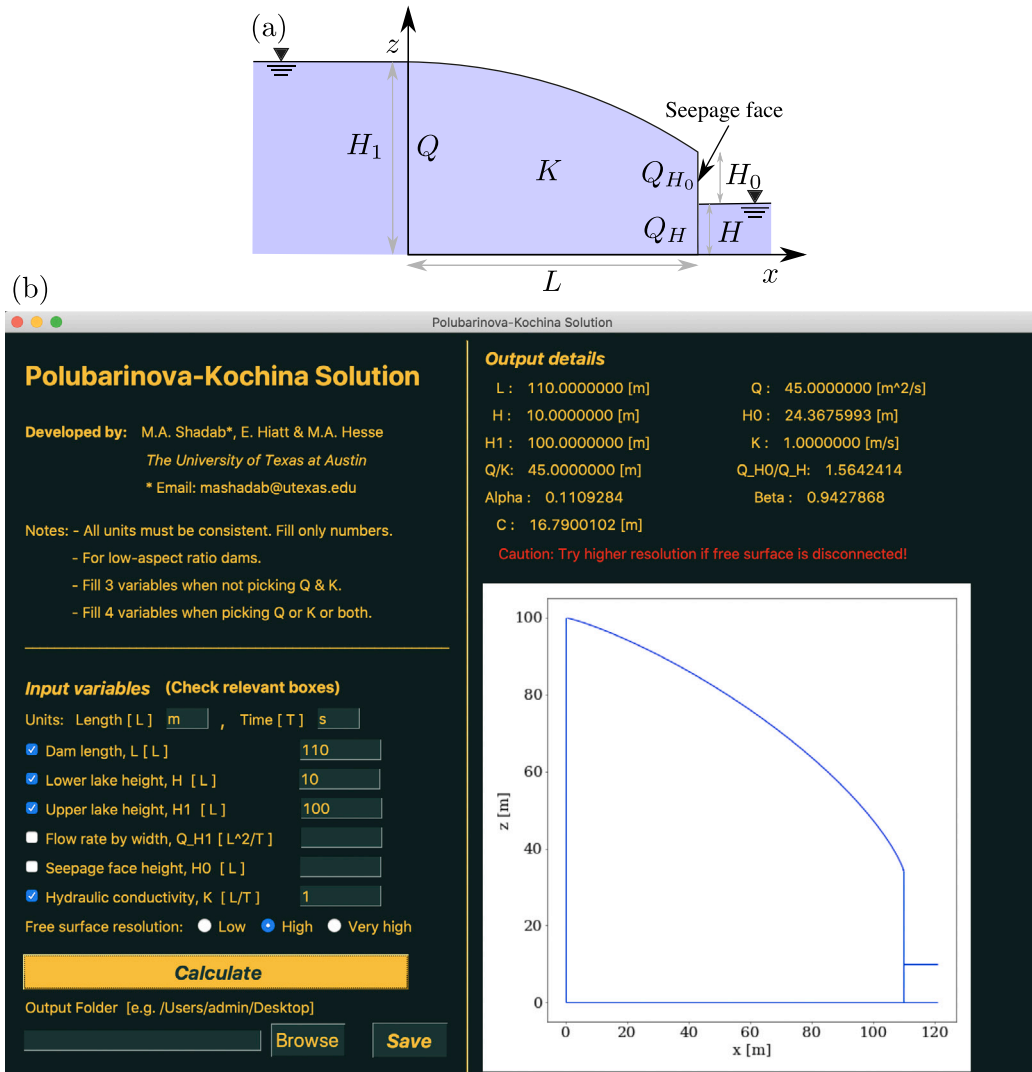 (a)
z
H₁
Q
K
Seepage face
Q_{H₀}
H₀
Q_H
H
L
x
(b)
Polubarinova-Kochina Solution
Polubarinova-Kochina Solution
Developed by: M.A. Shadab*, E. Hiatt & M.A. Hesse
The University of Texas at Austin
* Email: mashadab@utexas.edu
Notes: - All units must be consistent. Fill only numbers.
- For low-aspect ratio dams.
- Fill 3 variables when not picking Q & K.
- Fill 4 variables when picking Q or K or both.
Input variables (Check relevant boxes)
Units: Length [ L ] m , Time [ T ] s
Dam length, L [ L ] 110
Lower lake height, H [ L ] 10
Upper lake height, H1 [ L ] 100
Flow rate by width, Q_H1 [ L^2/T ]
Seepage face height, H0 [ L ]
Hydraulic conductivity, K [ L/T ] 1
Free surface resolution: Low High Very high
Calculate
Output Folder [e.g. /Users/admin/Desktop]
Browse Save
Output details
L : 110.0000000 [m] Q : 45.0000000 [m^2/s]
H : 10.0000000 [m] H0 : 24.3675993 [m]
H1 : 100.0000000 [m] K : 1.0000000 [m/s]
Q/K: 45.0000000 [m] Q_H0/Q_H: 1.5642414
Alpha : 0.1109284 Beta : 0.9427868
C : 16.7900102 [m]
Caution: Try higher resolution if free surface is disconnected!
100
80
60
40
20
0
z [m]
0 20 40 60 80 100 120
x [m]